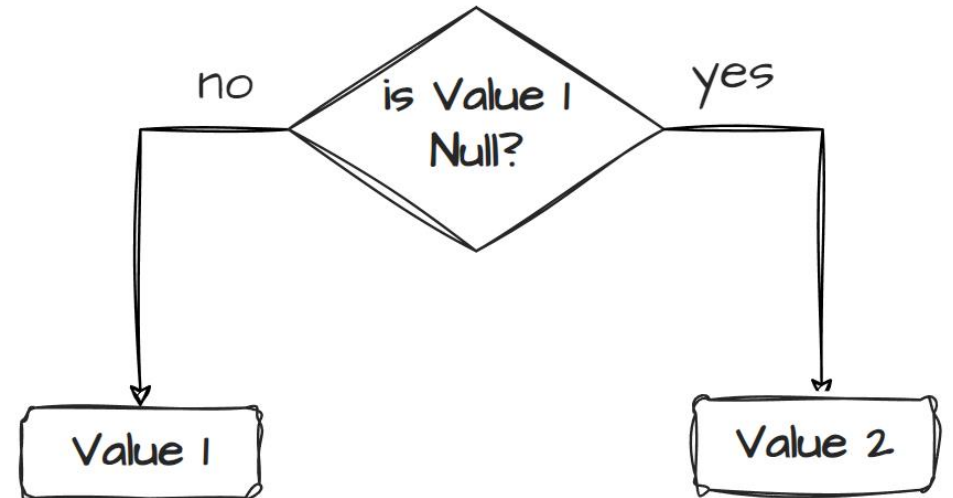 no
is Value 1
Null?
yes
Value 1
Value 2